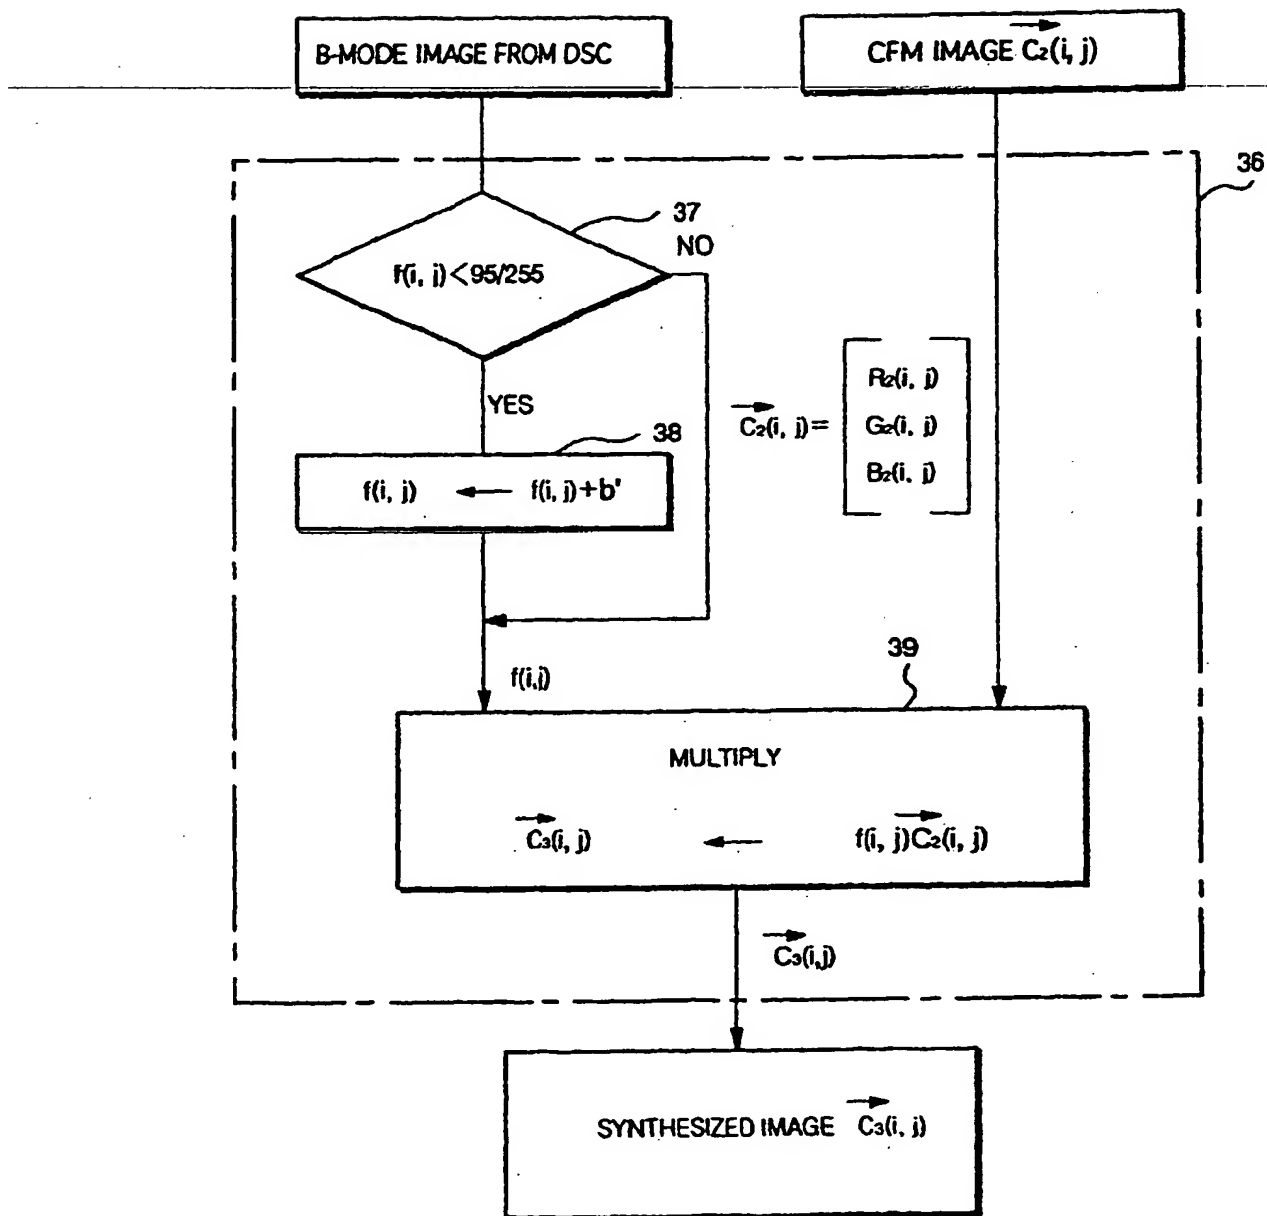 B-MODE IMAGE FROM DSC
CFM IMAGE C₂(i, j)
36
37
NO
f(i, j)<95/255
YES
38
f(i, j) ← f(i, j)+b'
C₂(i, j)=
R₂(i, j)
G₂(i, j)
B₂(i, j)
39
f(i,j)
MULTIPLY
C₃(i, j) ← f(i, j)C₂(i, j)
C₃(i,j)
SYNTHESIZED IMAGE C₃(i, j)